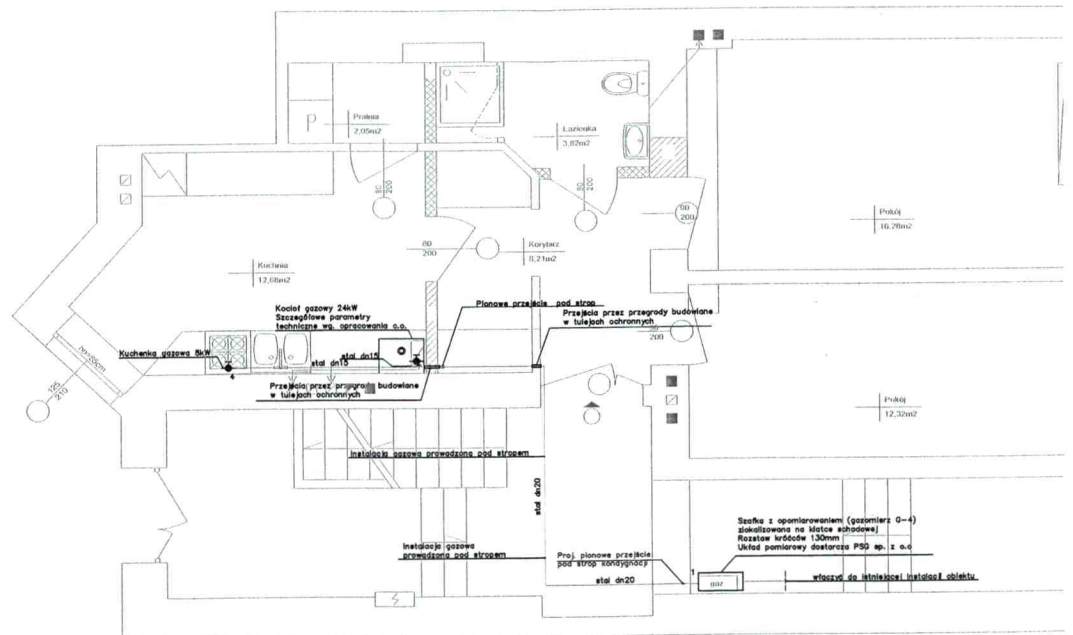 P
Pralnia
2,05m2
Łazienka
3,82m2
80
200
80
200
90
200
Pokój
16,20m2
Kuchnia
12,68m2
80
200
Korytarz
8,21m2
Kocioł gazowy 24kW
Szczegółowe parametry
techniczne wg. opracowania c.o.
Pionowe przejście pod strop
Przejścia przez przegrody budowlane
w tulejach ochronnych
200
Kuchenka gazowa 8kW
stal dn15
stal dn15
4
125
210
Przejścia przez przegrody budowlane
w tulejach ochronnych
Pokój
12,32m2
Instalacja gazowa prowadzona pod stropem
stal dn20
Instalacja gazowa
prowadzona pod stropem
Proj. pionowe przejście
pod strop kondygnacji
stal dn20
Szafka z opomiarowaniem (gazomierz G-4)
zlokalizowana na klatce schodowej
Rozstaw króćców 130mm
Układ pomiarowy dostarcza PSG sp. z o.o
1
gaz
włączyć do istniejącej instalacji obiektu